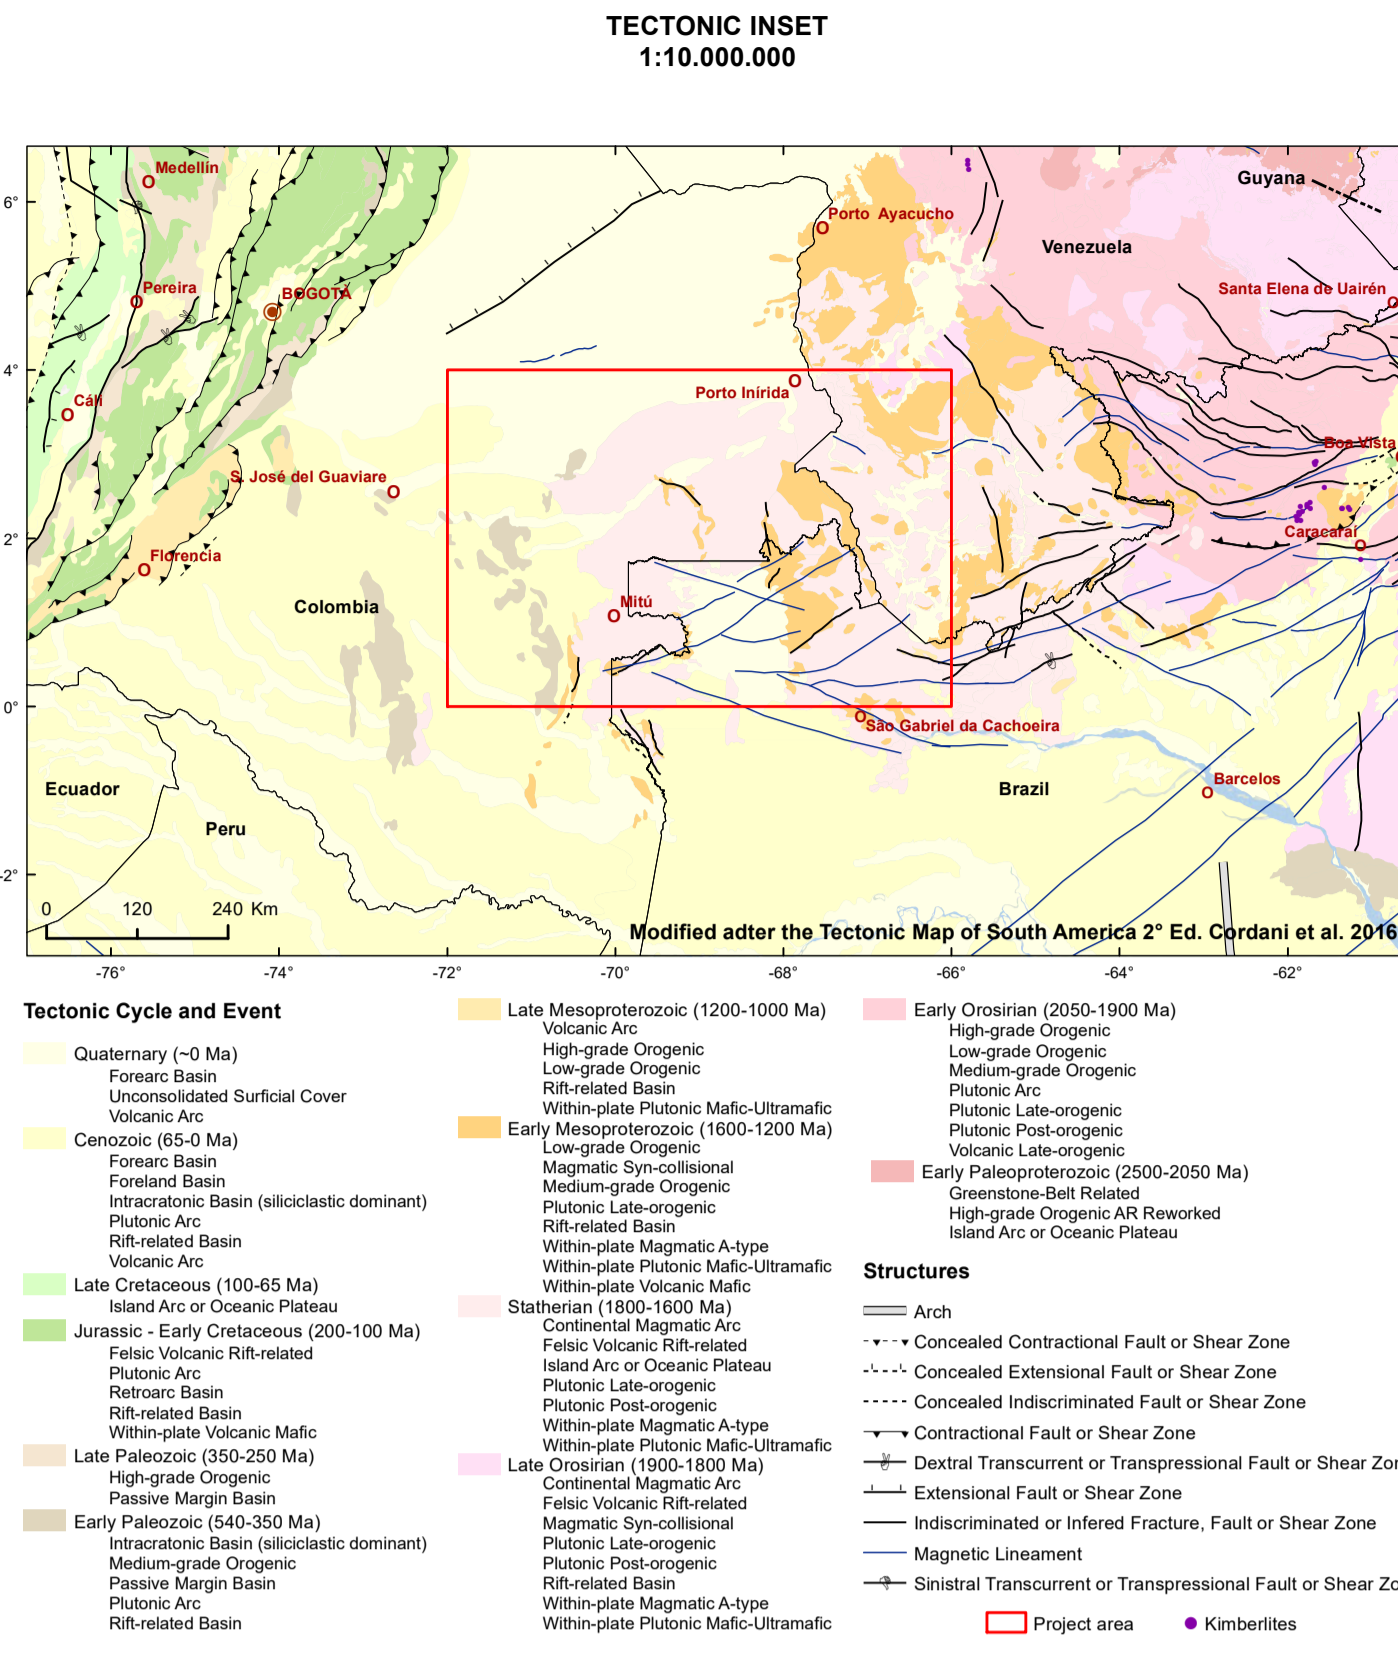 TECTONIC INSET
1:10.000.000
Medellín
6°
Porto Ayacucho
Guyana
Venezuela
Pereira
BOGOTÁ
Santa Elena de Uairén
4°
Porto Inírida
Cáli
Boa Vista
S. José del Guaviare
2°
Caracaraí
Florencia
Colombia
Mitú
0°
São Gabriel da Cachoeira
Ecuador
Brazil
Barcelos
Peru
-2°
0 120 240 Km
Modified adter the Tectonic Map of South America 2° Ed. Cordani et al. 2016
-76° -74° -72° -70° -68° -66° -64° -62°
Tectonic Cycle and Event
Quaternary (~0 Ma)
Forearc Basin
Unconsolidated Surficial Cover
Volcanic Arc
Cenozoic (65-0 Ma)
Forearc Basin
Foreland Basin
Intracratonic Basin (siliciclastic dominant)
Plutonic Arc
Rift-related Basin
Volcanic Arc
Late Cretaceous (100-65 Ma)
Island Arc or Oceanic Plateau
Jurassic - Early Cretaceous (200-100 Ma)
Felsic Volcanic Rift-related
Plutonic Arc
Retroarc Basin
Rift-related Basin
Within-plate Volcanic Mafic
Late Paleozoic (350-250 Ma)
High-grade Orogenic
Passive Margin Basin
Early Paleozoic (540-350 Ma)
Intracratonic Basin (siliciclastic dominant)
Medium-grade Orogenic
Passive Margin Basin
Plutonic Arc
Rift-related Basin
Late Mesoproterozoic (1200-1000 Ma)
Volcanic Arc
High-grade Orogenic
Low-grade Orogenic
Rift-related Basin
Within-plate Plutonic Mafic-Ultramafic
Early Mesoproterozoic (1600-1200 Ma)
Low-grade Orogenic
Magmatic Syn-collisional
Medium-grade Orogenic
Plutonic Late-orogenic
Rift-related Basin
Within-plate Magmatic A-type
Within-plate Plutonic Mafic-Ultramafic
Within-plate Volcanic Mafic
Statherian (1800-1600 Ma)
Continental Magmatic Arc
Felsic Volcanic Rift-related
Island Arc or Oceanic Plateau
Plutonic Late-orogenic
Plutonic Post-orogenic
Within-plate Magmatic A-type
Within-plate Plutonic Mafic-Ultramafic
Late Orosirian (1900-1800 Ma)
Continental Magmatic Arc
Felsic Volcanic Rift-related
Magmatic Syn-collisional
Plutonic Late-orogenic
Plutonic Post-orogenic
Rift-related Basin
Within-plate Magmatic A-type
Within-plate Plutonic Mafic-Ultramafic
Early Orosirian (2050-1900 Ma)
High-grade Orogenic
Low-grade Orogenic
Medium-grade Orogenic
Plutonic Arc
Plutonic Late-orogenic
Plutonic Post-orogenic
Volcanic Late-orogenic
Early Paleoproterozoic (2500-2050 Ma)
Greenstone-Belt Related
High-grade Orogenic AR Reworked
Island Arc or Oceanic Plateau
Structures
Arch
Concealed Contractional Fault or Shear Zone
Concealed Extensional Fault or Shear Zone
Concealed Indiscriminated Fault or Shear Zone
Contractional Fault or Shear Zone
Dextral Transcurrent or Transpressional Fault or Shear Zon
Extensional Fault or Shear Zone
Indiscriminated or Infered Fracture, Fault or Shear Zone
Magnetic Lineament
Sinistral Transcurrent or Transpressional Fault or Shear Zo
Project area
Kimberlites